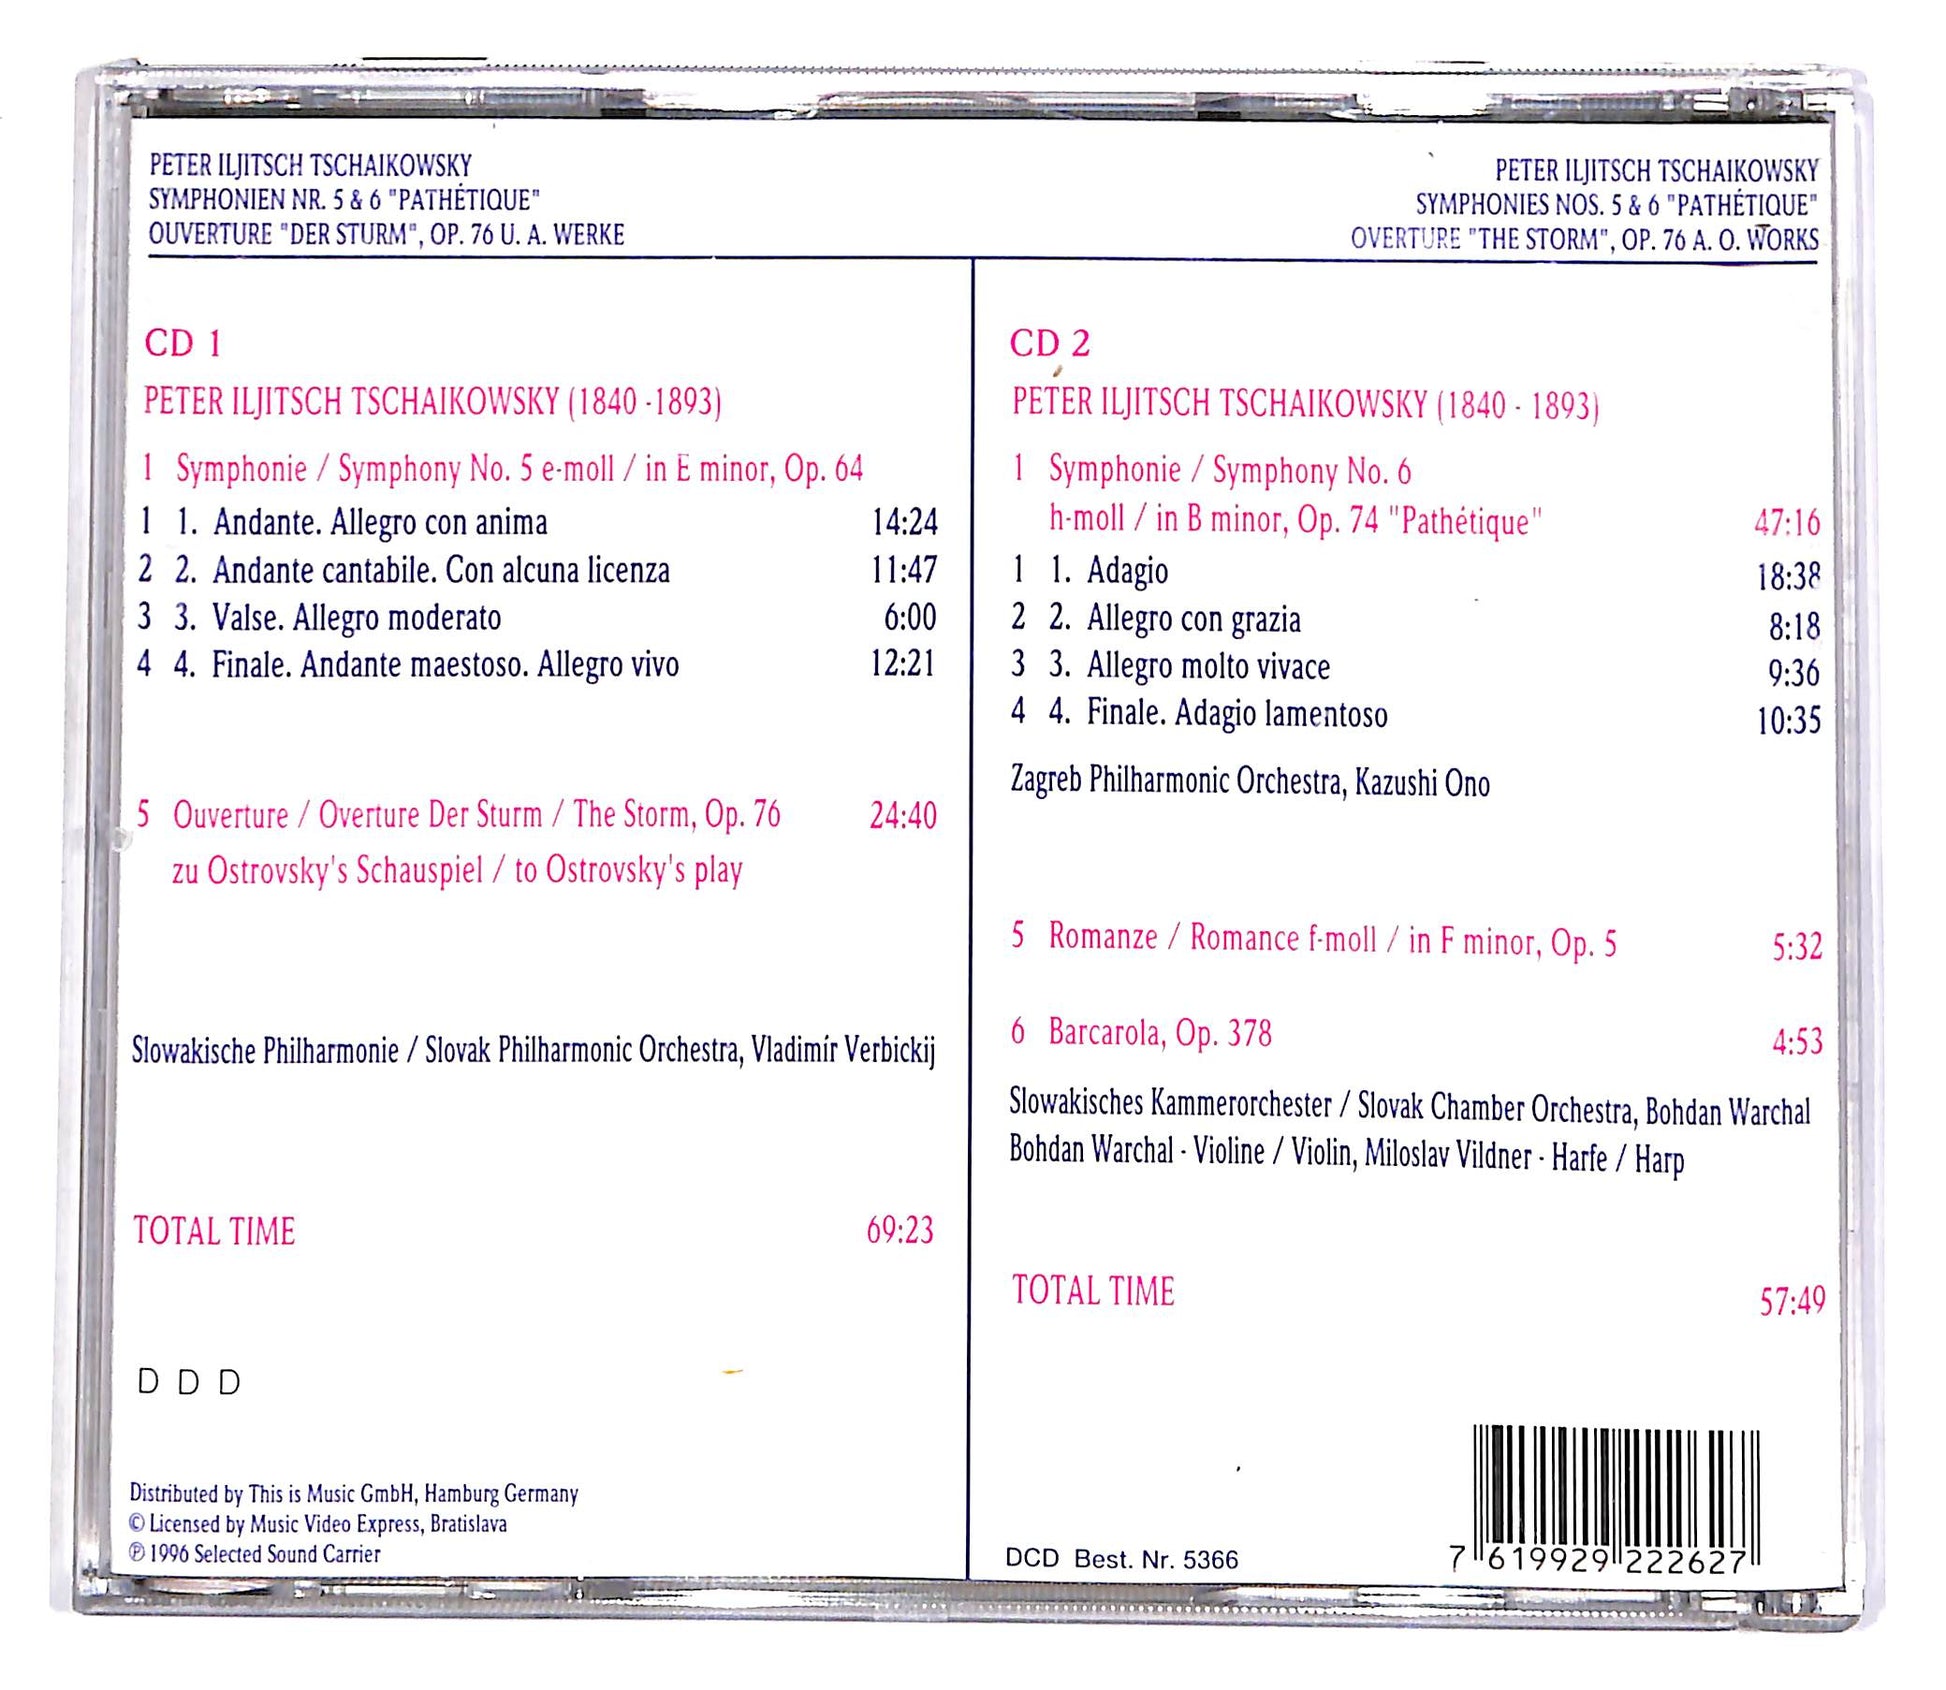 PETER ILJITSCH TSCHAIKOWSKY
SYMPHONIEN NR. 5 & 6 "PATHÉTIQUE"
OUVERTURE "DER STURM", OP. 76 U. A. WERKE
PETER ILJITSCH TSCHAIKOWSKY
SYMPHONIES NOS. 5 & 6 "PATHÉTIQUE"
OVERTURE "THE STORM", OP. 76 A. O. WORKS
CD 1
PETER ILJITSCH TSCHAIKOWSKY (1840 -1893)
1 Symphonie / Symphony No. 5 e-moll / in E minor, Op. 64
1 1. Andante. Allegro con anima 14:24
2 2. Andante cantabile. Con alcuna licenza 11:47
3 3. Valse. Allegro moderato 6:00
4 4. Finale. Andante maestoso. Allegro vivo 12:21
5 Ouverture / Overture Der Sturm / The Storm, Op. 76 24:40
zu Ostrovsky's Schauspiel / to Ostrovsky's play
Slowakische Philharmonie / Slovak Philharmonic Orchestra, Vladimír Verbickij
TOTAL TIME 69:23
D D D
Distributed by This is Music GmbH, Hamburg Germany
© Licensed by Music Video Express, Bratislava
℗ 1996 Selected Sound Carrier
CD 2
PETER ILJITSCH TSCHAIKOWSKY (1840 - 1893)
1 Symphonie / Symphony No. 6
h-moll / in B minor, Op. 74 "Pathétique" 47:16
1 1. Adagio 18:38
2 2. Allegro con grazia 8:18
3 3. Allegro molto vivace 9:36
4 4. Finale. Adagio lamentoso 10:35
Zagreb Philharmonic Orchestra, Kazushi Ono
5 Romanze / Romance f-moll / in F minor, Op. 5 5:32
6 Barcarola, Op. 378 4:53
Slowakisches Kammerorchester / Slovak Chamber Orchestra, Bohdan Warchal
Bohdan Warchal - Violine / Violin, Miloslav Vildner - Harfe / Harp
TOTAL TIME 57:49
DCD Best. Nr. 5366
7 619929 222627